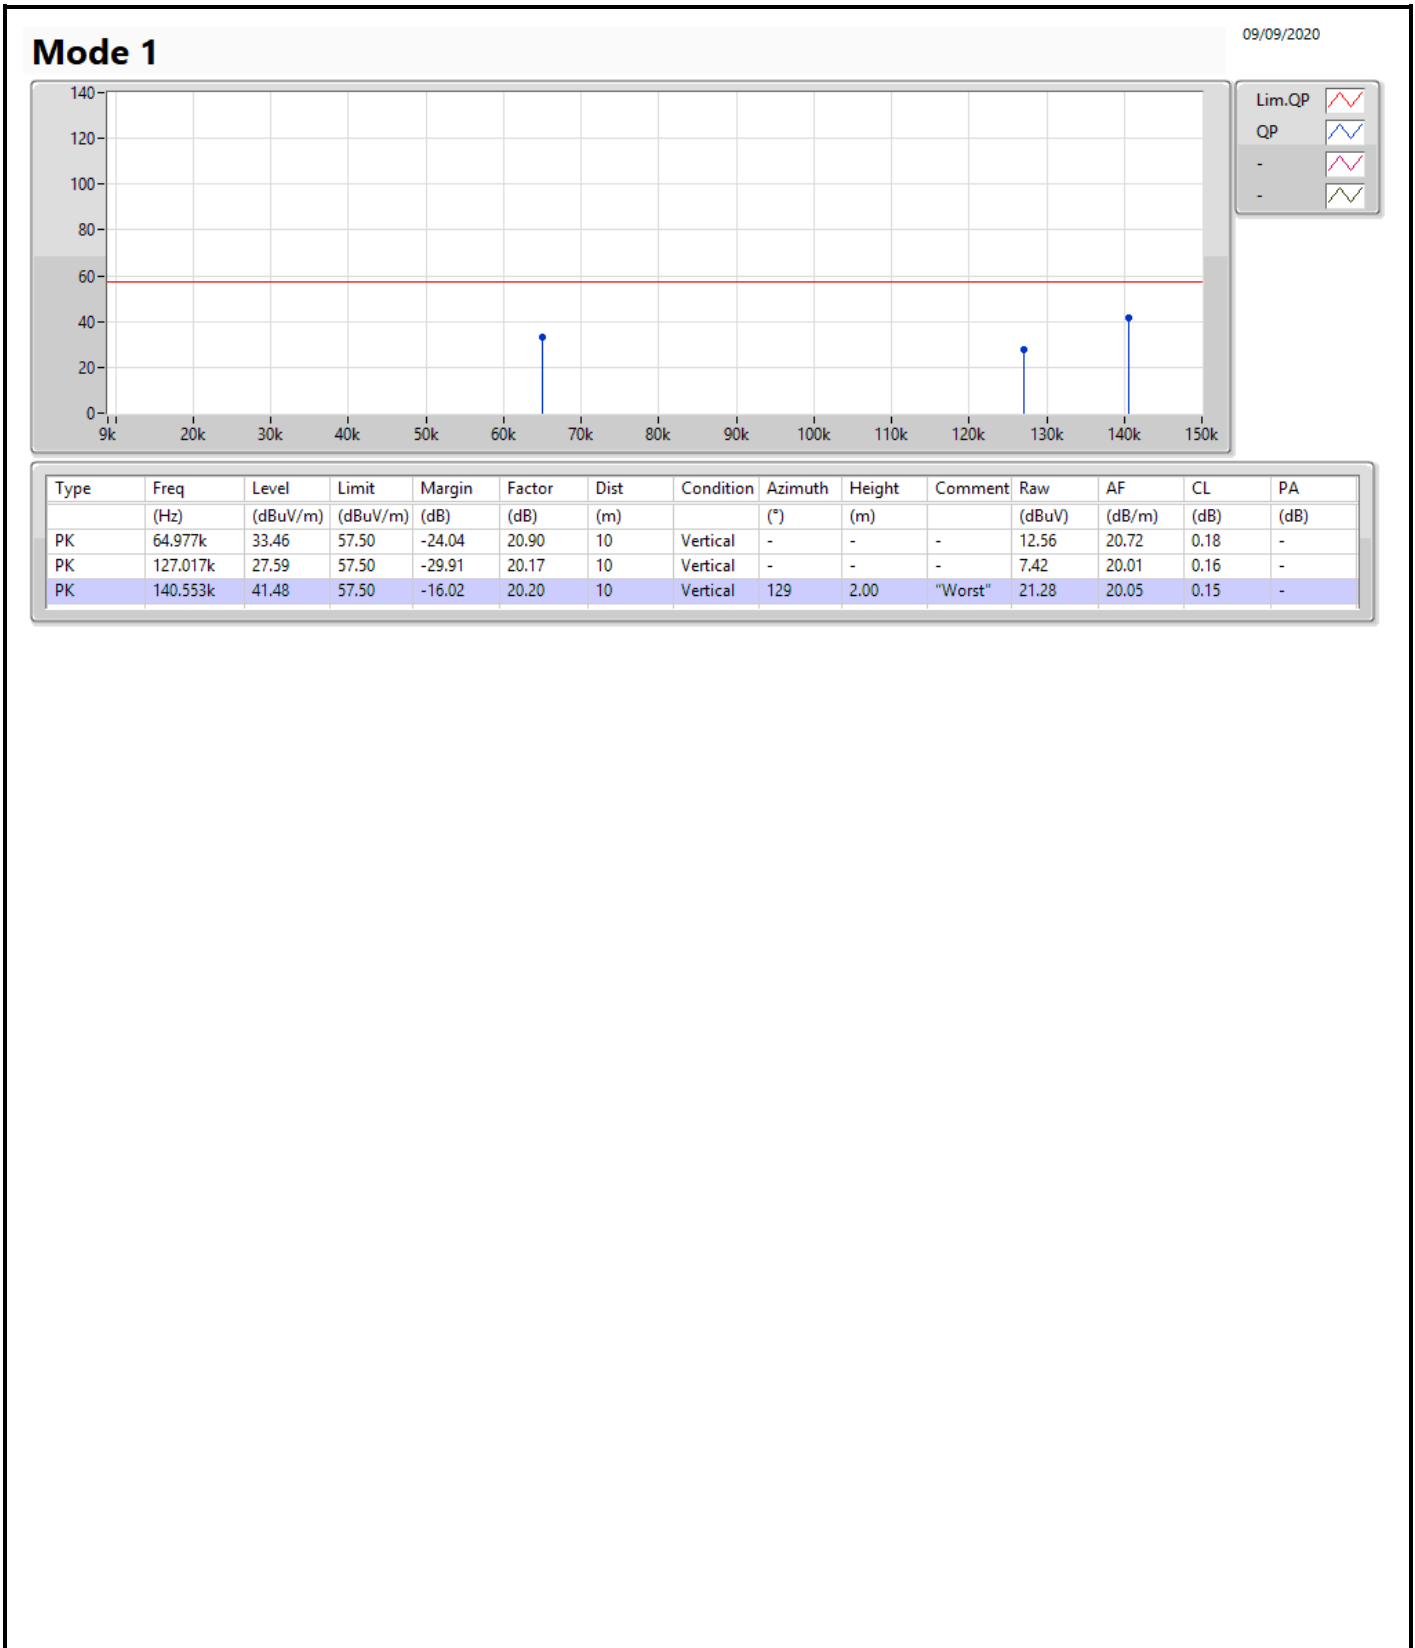 09/09/2020
Mode 1
140
120
100
80
60
40
20
0
9k 20k 30k 40k 50k 60k 70k 80k 90k 100k 110k 120k 130k 140k 150k
Lim.QP
QP
-
-
Type Freq Level Limit Margin Factor Dist Condition Azimuth Height Comment Raw AF CL PA
(Hz) (dBuV/m) (dBuV/m) (dB) (dB) (m) (°) (m) (dBuV) (dB/m) (dB) (dB)
PK 64.977k 33.46 57.50 -24.04 20.90 10 Vertical - - - 12.56 20.72 0.18 -
PK 127.017k 27.59 57.50 -29.91 20.17 10 Vertical - - - 7.42 20.01 0.16 -
PK 140.553k 41.48 57.50 -16.02 20.20 10 Vertical 129 2.00 "Worst" 21.28 20.05 0.15 -